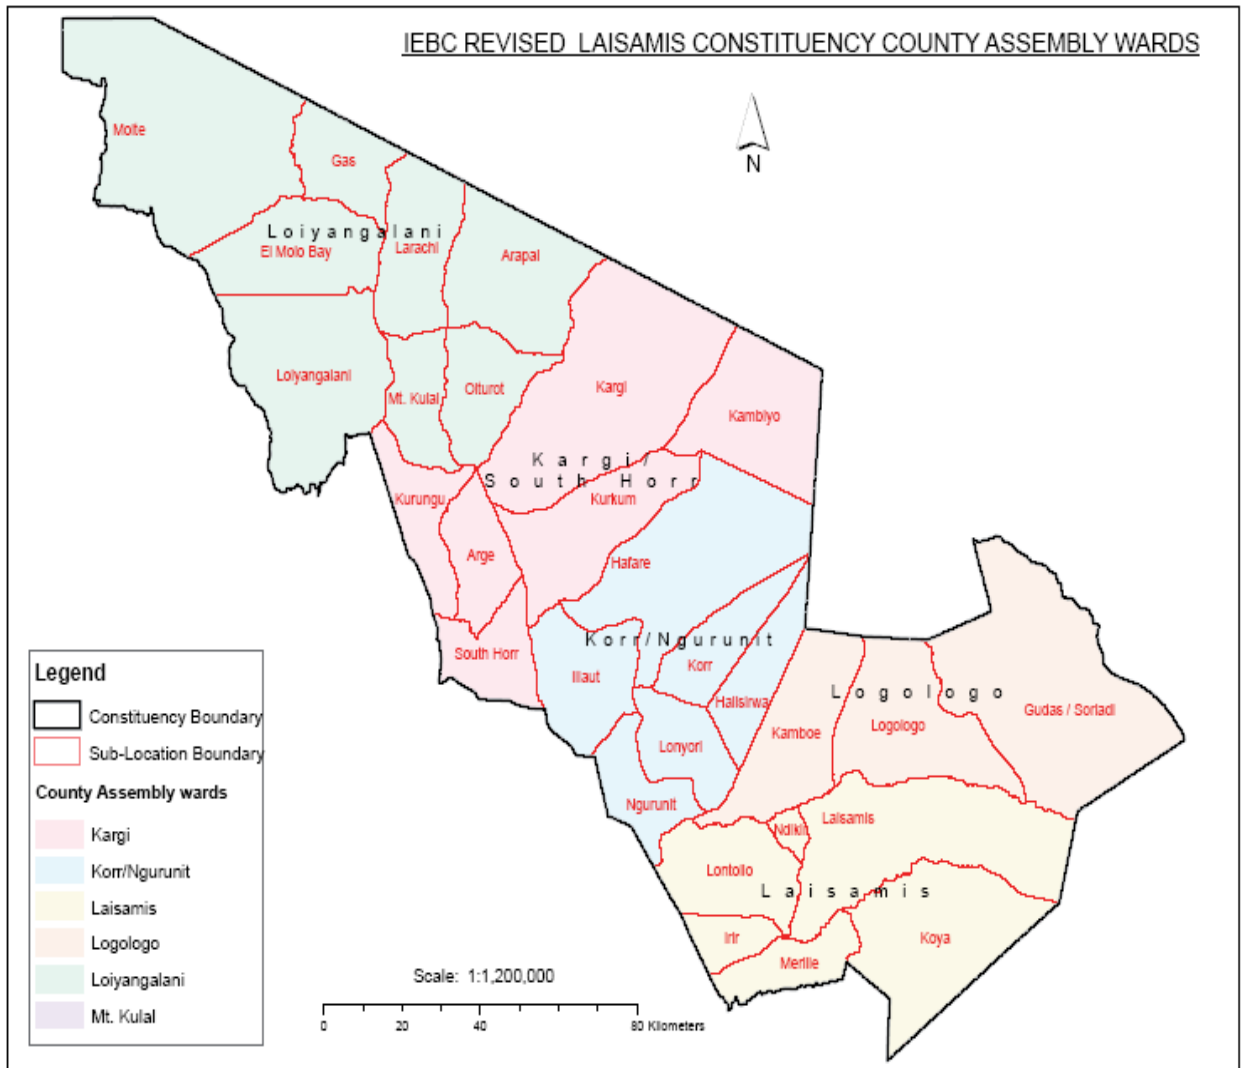 IEBC REVISED LAISAMIS CONSTITUENCY COUNTY ASSEMBLY WARDS
N
Molte
Gas
Loiyangalani
El Molo Bay
Larachi
Arapal
Loiyangalani
Mt. Kulal
Olturot
Kargi
Kambiyo
Kargi/
South Horr
Kurungu
Kurkum
Arge
Hafare
South Horr
Korr/Ngurunit
Illaut
Korr
Halisirwa
Lonyori
Ngurunit
Logologo
Kamboe
Logologo
Gudas / Soriadi
Ndikir
Laisamis
Lontolio
Laisamis
Irir
Merille
Koya
Legend
Constituency Boundary
Sub-Location Boundary
County Assembly wards
Kargi
Korr/Ngurunit
Laisamis
Logologo
Loiyangalani
Mt. Kulal
Scale: 1:1,200,000
0 20 40 80 Kilometers